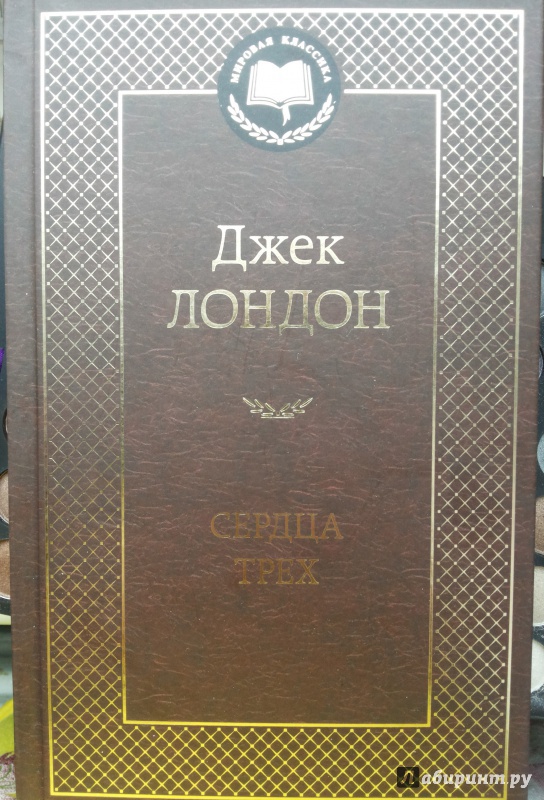 МИРОВАЯ КЛАССИКА
Джек
ЛОНДОН
СЕРДЦА
ТРЕХ
Лабиринт.ру